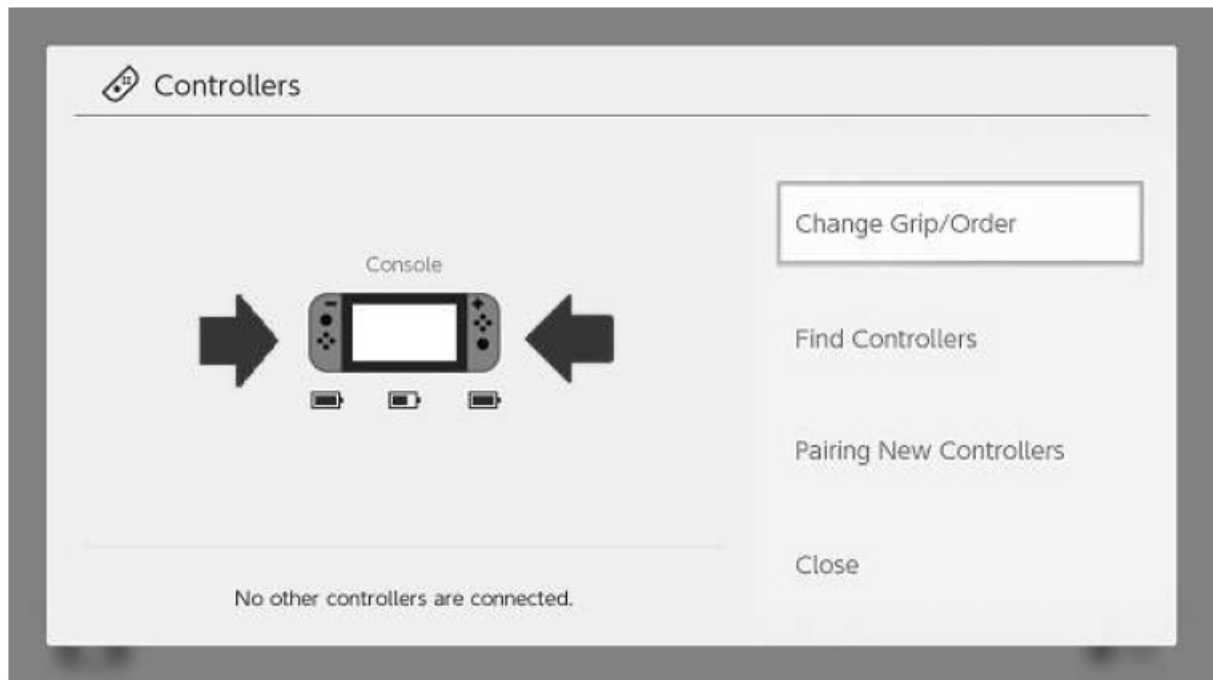 Controllers
Console
No other controllers are connected.
Change Grip/Order
Find Controllers
Pairing New Controllers
Close